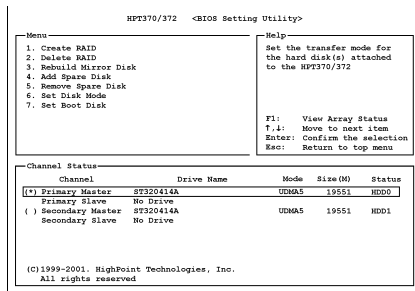 HPT370/372 <BIOS Setting Utility>
Menu
1. Create RAID
2. Delete RAID
3. Rebuild Mirror Disk
4. Add Spare Disk
5. Remove Spare Disk
6. Set Disk Mode
7. Set Boot Disk
Help
Set the transfer mode for
the hard disk(s) attached
to the HPT370/372
F1: View Array Status
↑,↓: Move to next item
Enter: Confirm the selection
Esc: Return to top menu
Channel Status
Channel Drive Name Mode Size(M) Status
(*) Primary Master ST320414A UDMA5 19551 HDD0
Primary Slave No Drive
( ) Secondary Master ST320414A UDMA5 19551 HDD1
Secondary Slave No Drive
(C)1999-2001. HighPoint Technologies, Inc.
All rights reserved